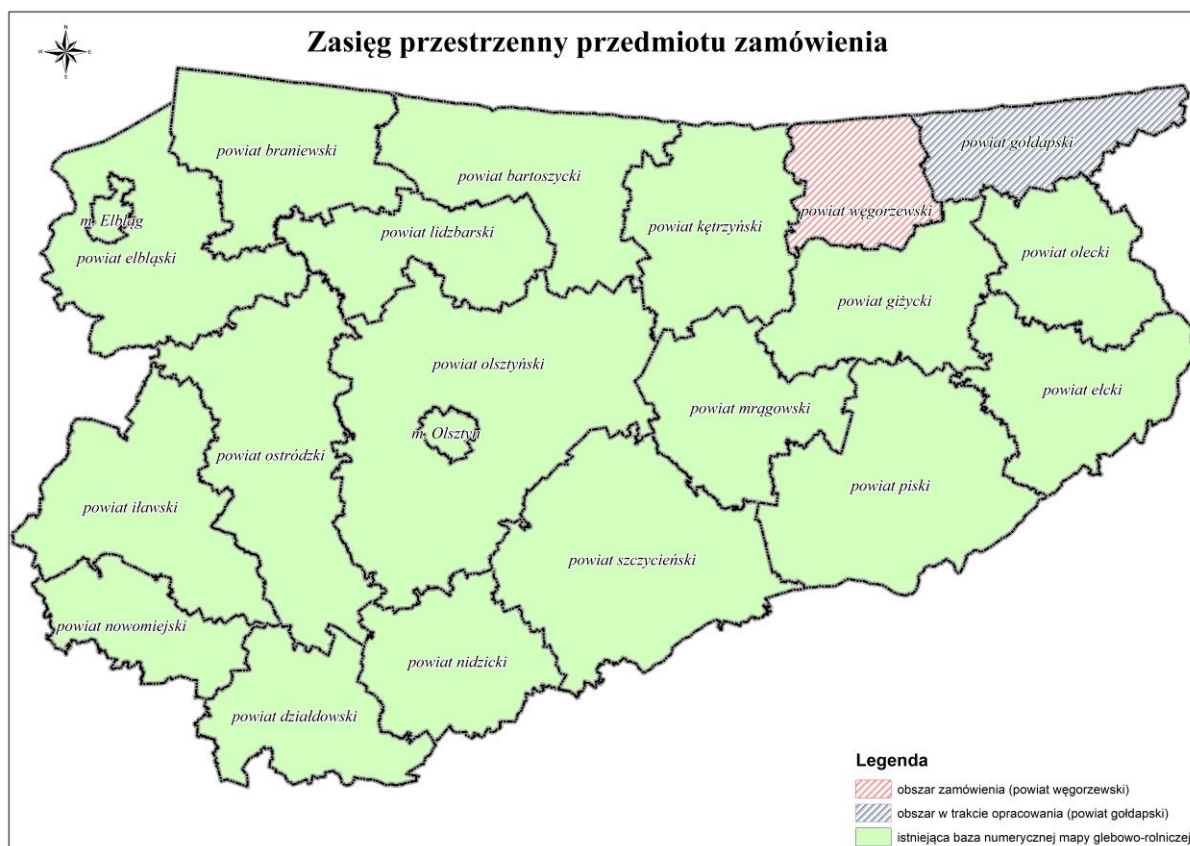 Zasięg przestrzenny przedmiotu zamówienia
N
W
E
S
powiat braniewski
powiat bartoszycki
powiat gołdapski
m. Elbląg
powiat elbląski
powiat lidzbarski
powiat kętrzyński
powiat węgorzewski
powiat olecki
powiat giżycki
powiat olsztyński
powiat mrągowski
powiat ełcki
m. Olsztyn
powiat ostródzki
powiat iławski
powiat piski
powiat szczycieński
powiat nowomiejski
powiat nidzicki
powiat działdowski
Legenda
obszar zamówienia (powiat węgorzewski)
obszar w trakcie opracowania (powiat gołdapski)
istniejąca baza numerycznej mapy glebowo-rolniczej